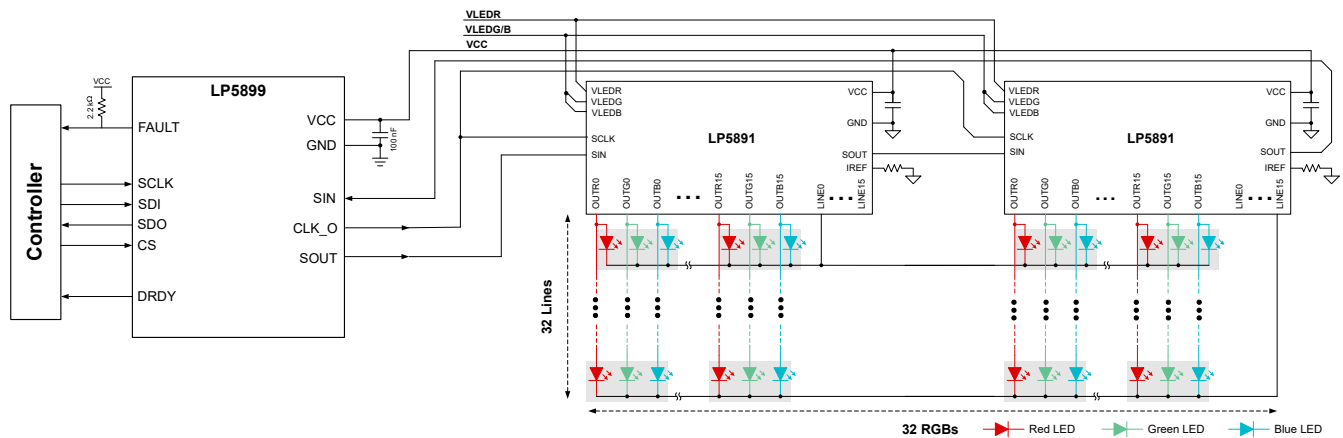 VLEDR
VLEDG/B
VCC
Controller
VCC
2.2 kΩ
LP5899
FAULT
SCLK
SDI
SDO
CS
DRDY
VCC
GND
SIN
CLK_O
SOUT
100 nF
VLEDR
VLEDG
VLEDB
SCLK
SIN
LP5891
VCC
GND
SOUT
IREF
OUTR0
OUTG0
OUTB0
OUTR15
OUTG15
OUTB15
LINE0
LINE15
VLEDR
VLEDG
VLEDB
SCLK
SIN
LP5891
VCC
GND
SOUT
IREF
OUTR0
OUTG0
OUTB0
OUTR15
OUTG15
OUTB15
LINE0
LINE15
32 Lines
32 RGBs
Red LED
Green LED
Blue LED